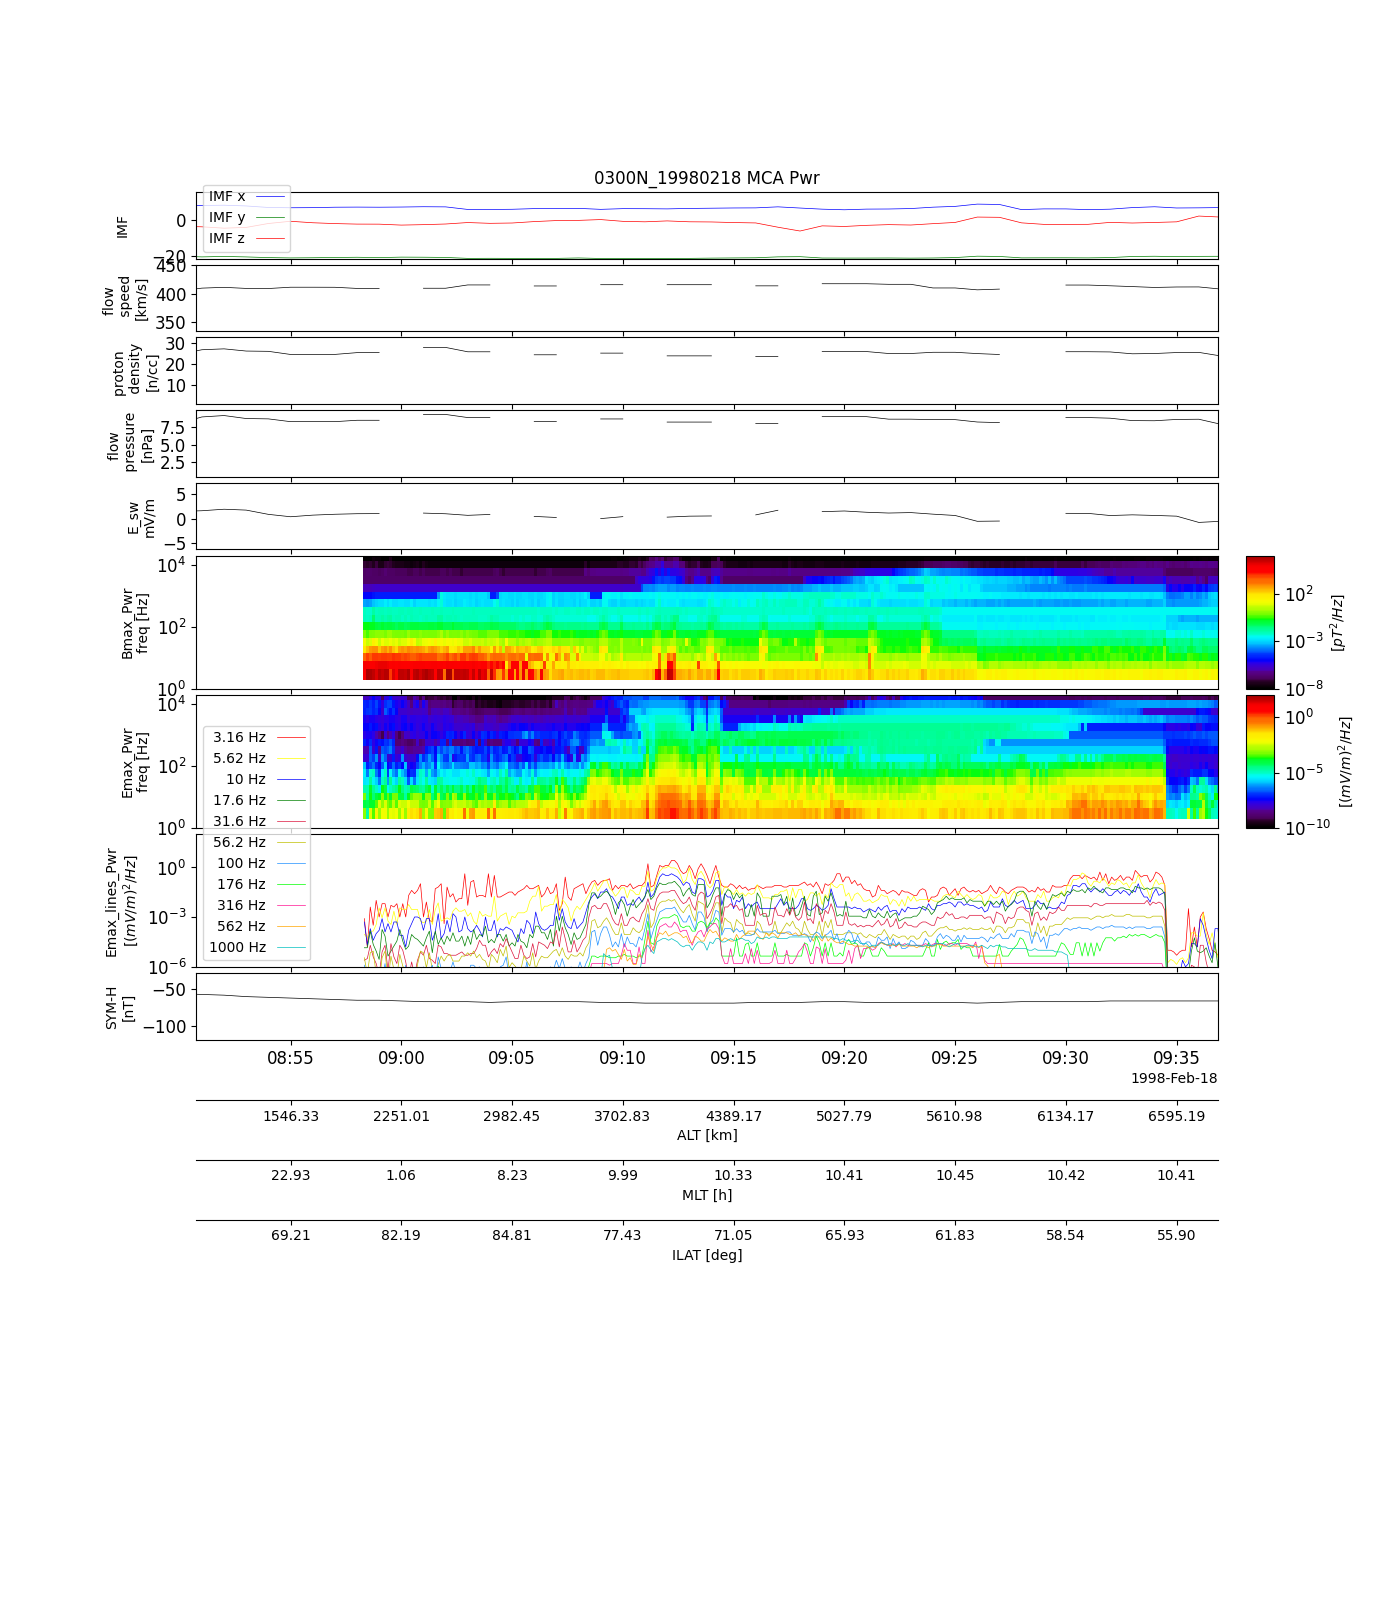 0300N_19980218 MCA Pwr
IMF
0
−20
IMF x
IMF y
IMF z
flow
speed
[km/s]
450
400
350
proton
density
[n/cc]
30
20
10
flow
pressure
[nPa]
7.5
5.0
2.5
E_sw
mV/m
5
0
−5
Bmax_Pwr
freq [Hz]
10^4
10^2
10^0
10^2
10^−3
10^−8
[pT^2/Hz]
Emax_Pwr
freq [Hz]
10^4
10^2
10^0
10^0
10^−5
10^−10
[(mV/m)^2/Hz]
3.16 Hz
5.62 Hz
10 Hz
17.6 Hz
31.6 Hz
56.2 Hz
100 Hz
176 Hz
316 Hz
562 Hz
1000 Hz
Emax_lines_Pwr
[(mV/m)^2/Hz]
10^0
10^−3
10^−6
SYM-H
[nT]
−50
−100
08:55 09:00 09:05 09:10 09:15 09:20 09:25 09:30 09:35
1998-Feb-18
1546.33 2251.01 2982.45 3702.83 4389.17 5027.79 5610.98 6134.17 6595.19
ALT [km]
22.93 1.06 8.23 9.99 10.33 10.41 10.45 10.42 10.41
MLT [h]
69.21 82.19 84.81 77.43 71.05 65.93 61.83 58.54 55.90
ILAT [deg]